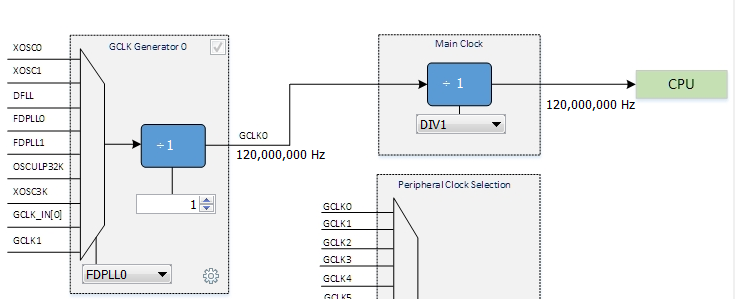 XOSC0
XOSC1
DFLL
FDPLL0
FDPLL1
OSCULP32K
XOSC3K
GCLK_IN[0]
GCLK1
GCLK Generator 0
÷1
1
FDPLL0
GCLK0
120,000,000 Hz
Main Clock
÷ 1
DIV1
120,000,000 Hz
CPU
Peripheral Clock Selection
GCLK0
GCLK1
GCLK2
GCLK3
GCLK4
GCLK5